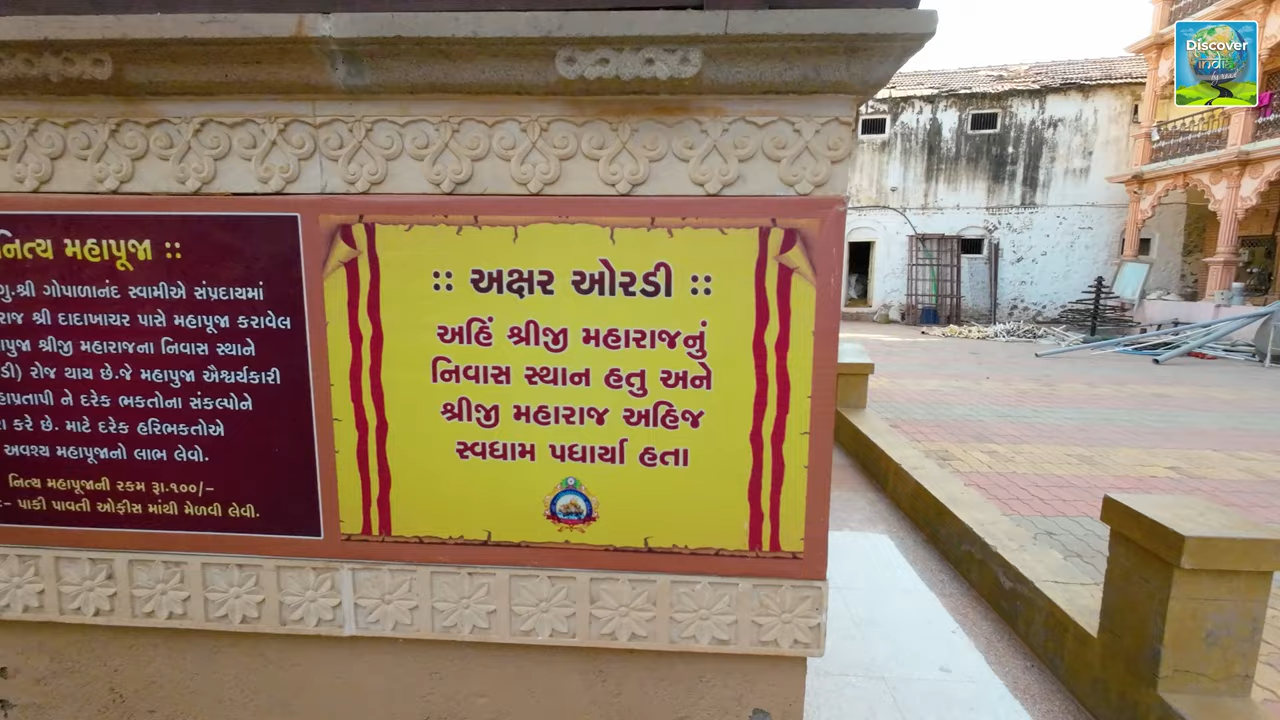 નિત્ય મહાપૂજા ::
ગુ.શ્રી ગોપાળાનંદ સ્વામીએ સંપ્રદાયમાં
શ્રી દાદાખાચર પાસે મહાપૂજા કરાવેલ
શ્રીજી મહારાજના નિવાસ સ્થાને
રોજ થાય છે.જે મહાપુજા ઐશ્વર્યકારી
ને દરેક ભકતોના સંકલ્પોને
કરે છે. માટે દરેક હરિભકતોએ
અવશ્ય મહાપૂજાનો લાભ લેવો.
નિત્ય મહાપૂજાની રકમ રૂા.૧૦૦/-
:- પાકી પાવતી ઓફીસ માંથી મેળવી લેવી.
:: અક્ષર ઓરડી ::
અહિં શ્રીજી મહારાજનું
નિવાસ સ્થાન હતુ અને
શ્રીજી મહારાજ અહિજ
સ્વધામ પધાર્યા હતા
Discover
india
by road